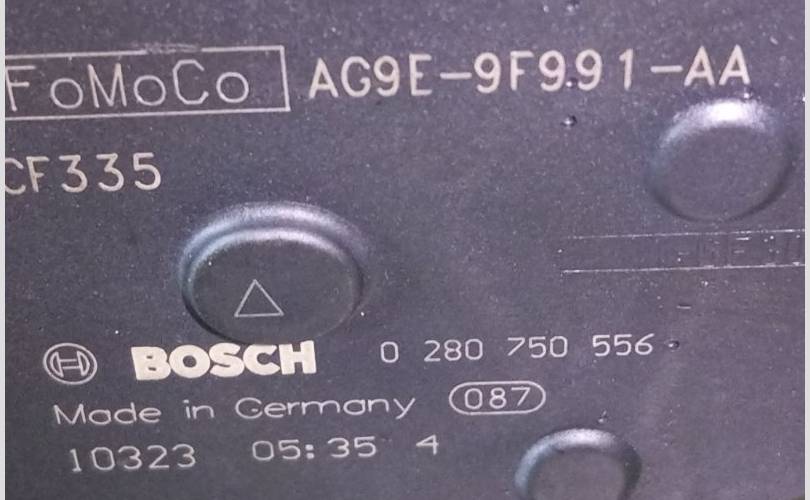 FoMoCo AG9E-9F991-AA
CF335
BOSCH 0 280 750 556
Made in Germany 087
10323 05:35 4